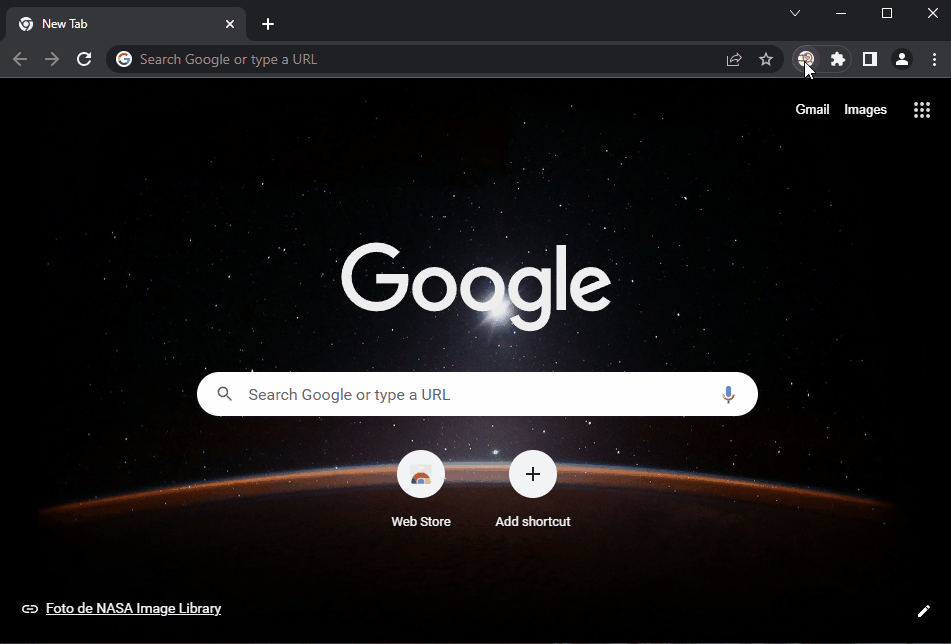 New Tab
Search Google or type a URL
Gmail Images
Google
Search Google or type a URL
Web Store Add shortcut
Foto de NASA Image Library